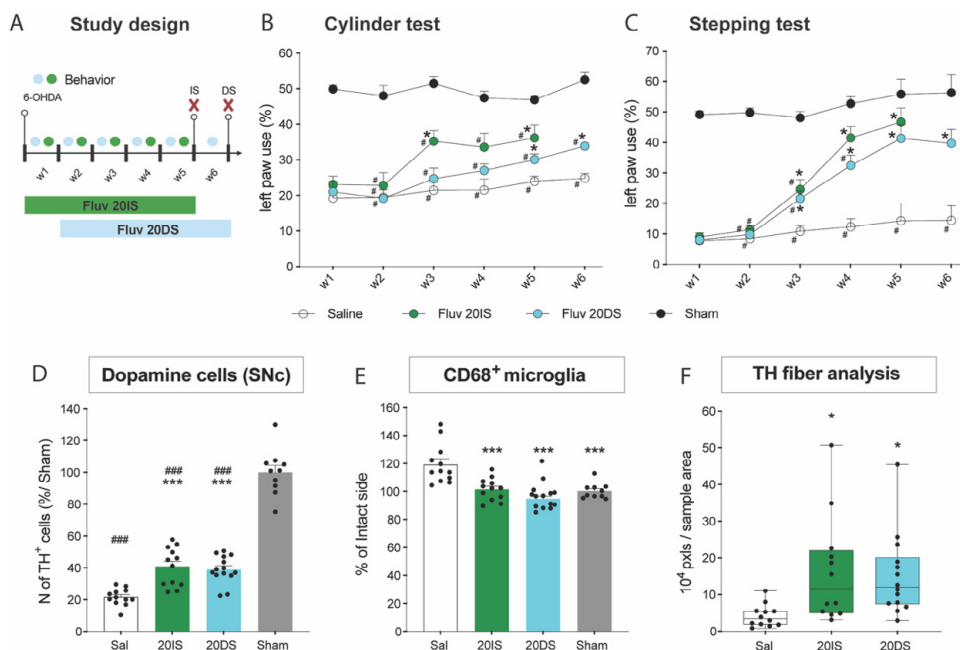 A
Study design
Behavior
6-OHDA
IS
DS
w1
w2
w3
w4
w5
w6
Fluv 20IS
Fluv 20DS
B
Cylinder test
left paw use (%)
60
50
40
30
20
10
0
w1
w2
w3
w4
w5
w6
#
#
#
*
#
#
#
#
#
#
*
#
*
#
#
*
#
C
Stepping test
left paw use (%)
70
60
50
40
30
20
10
0
w1
w2
w3
w4
w5
w6
# #
#
*
#
# *
#
*
#
*
#
*
*
#
*
#
Saline
Fluv 20IS
Fluv 20DS
Sham
D
Dopamine cells (SNc)
N of TH+ cells (%/ Sham)
140
120
100
80
60
40
20
0
###
###
***
###
***
Sal
20IS
20DS
Sham
E
CD68+ microglia
% of Intact side
160
140
120
100
80
60
40
20
0
***
***
***
Sal
20IS
20DS
Sham
F
TH fiber analysis
10⁴ pxls / sample area
60
50
40
30
20
10
0
*
*
Sal
20IS
20DS